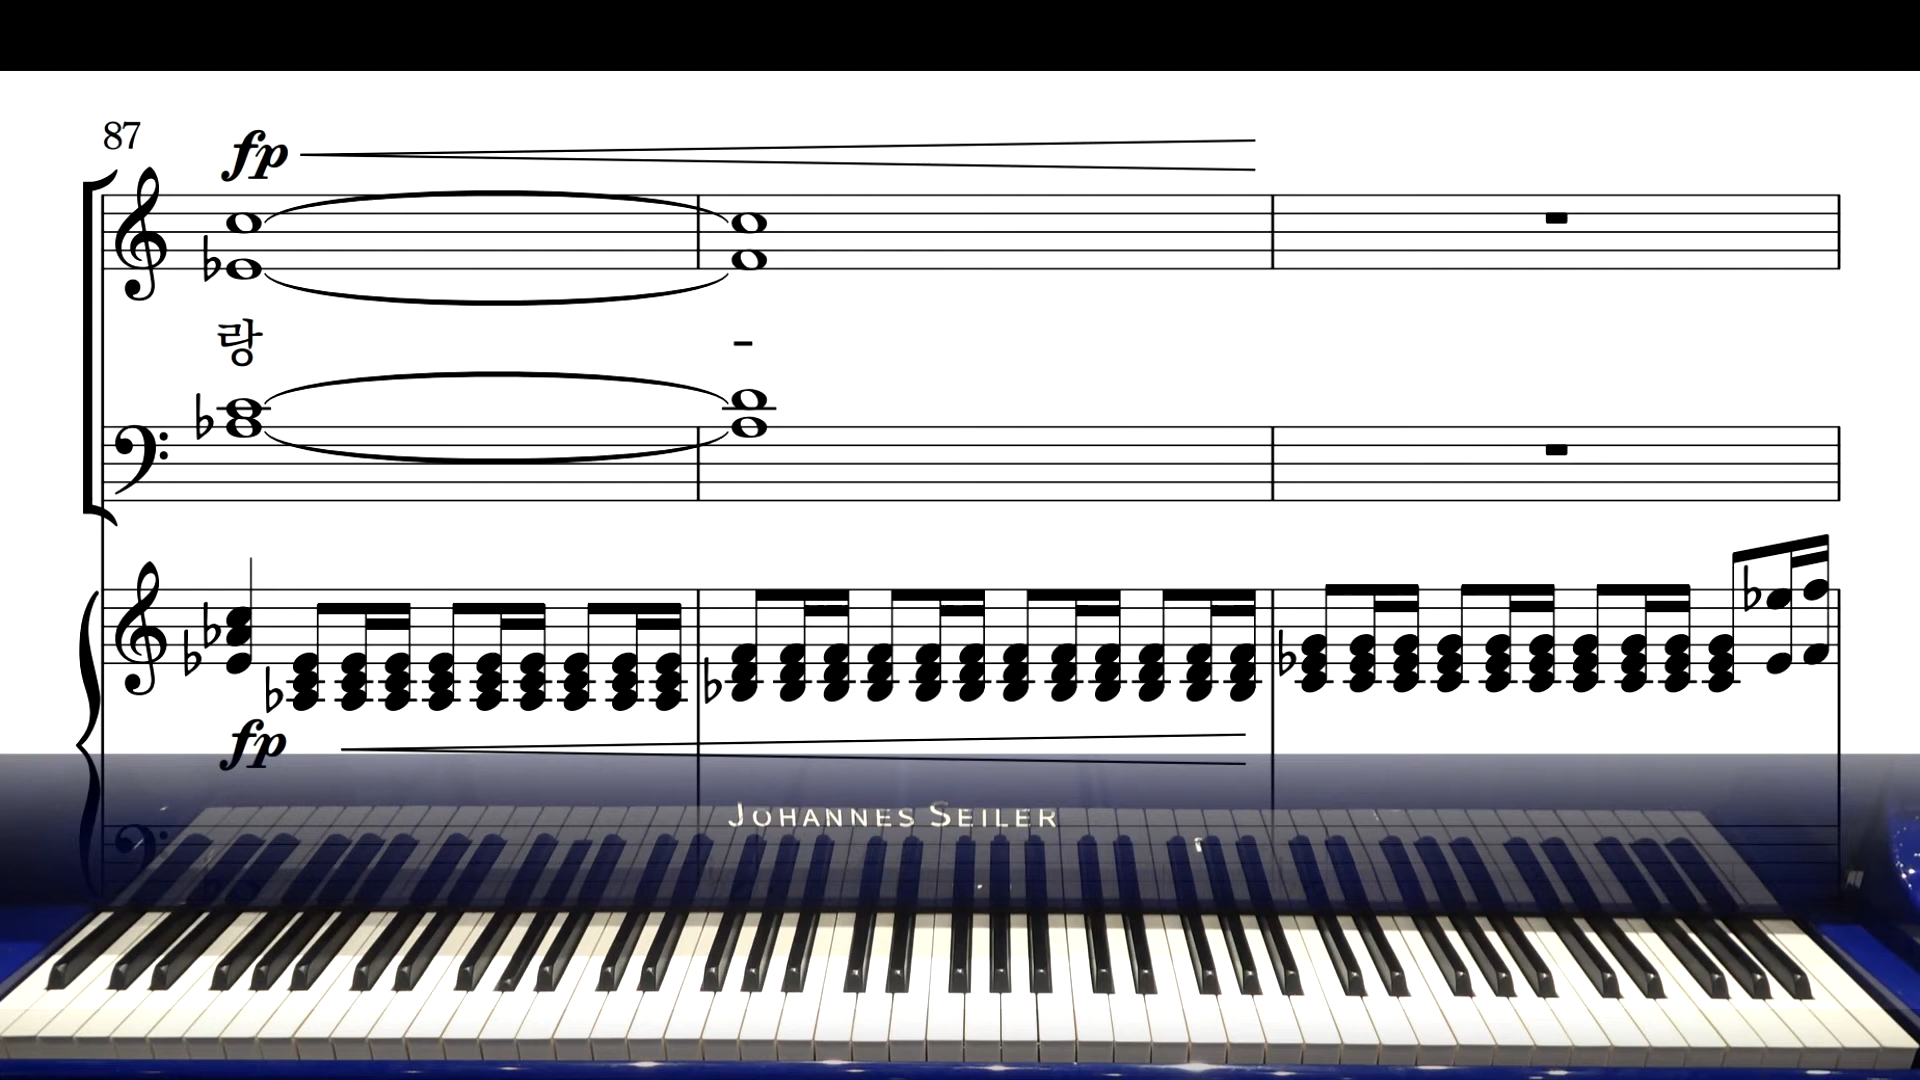 87
fp
랑 -
fp
JOHANNES SEILER